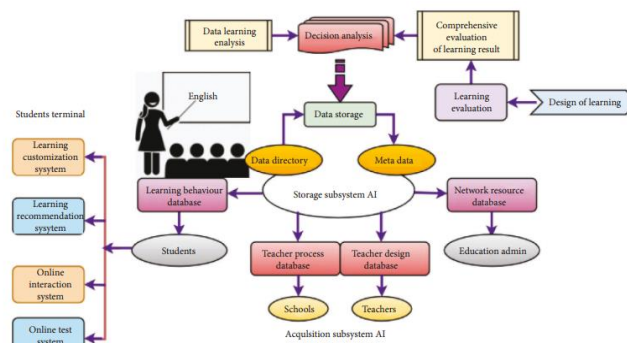 Data learning
enalysis
Decision analysis
Comprehensive
evaluation
of learning result
English
Data storage
Learning
evaluation
Design of learning
Students terminal
Learning
customization
sysytem
Data directory
Meta data
Learning behaviour
database
Storage subsystem AI
Network resource
database
Learning
recommendation
sysytem
Students
Teacher process
database
Teacher design
database
Education admin
Online
interaction
system
Schools
Teachers
Online test
system
Acqulsition subsystem AI